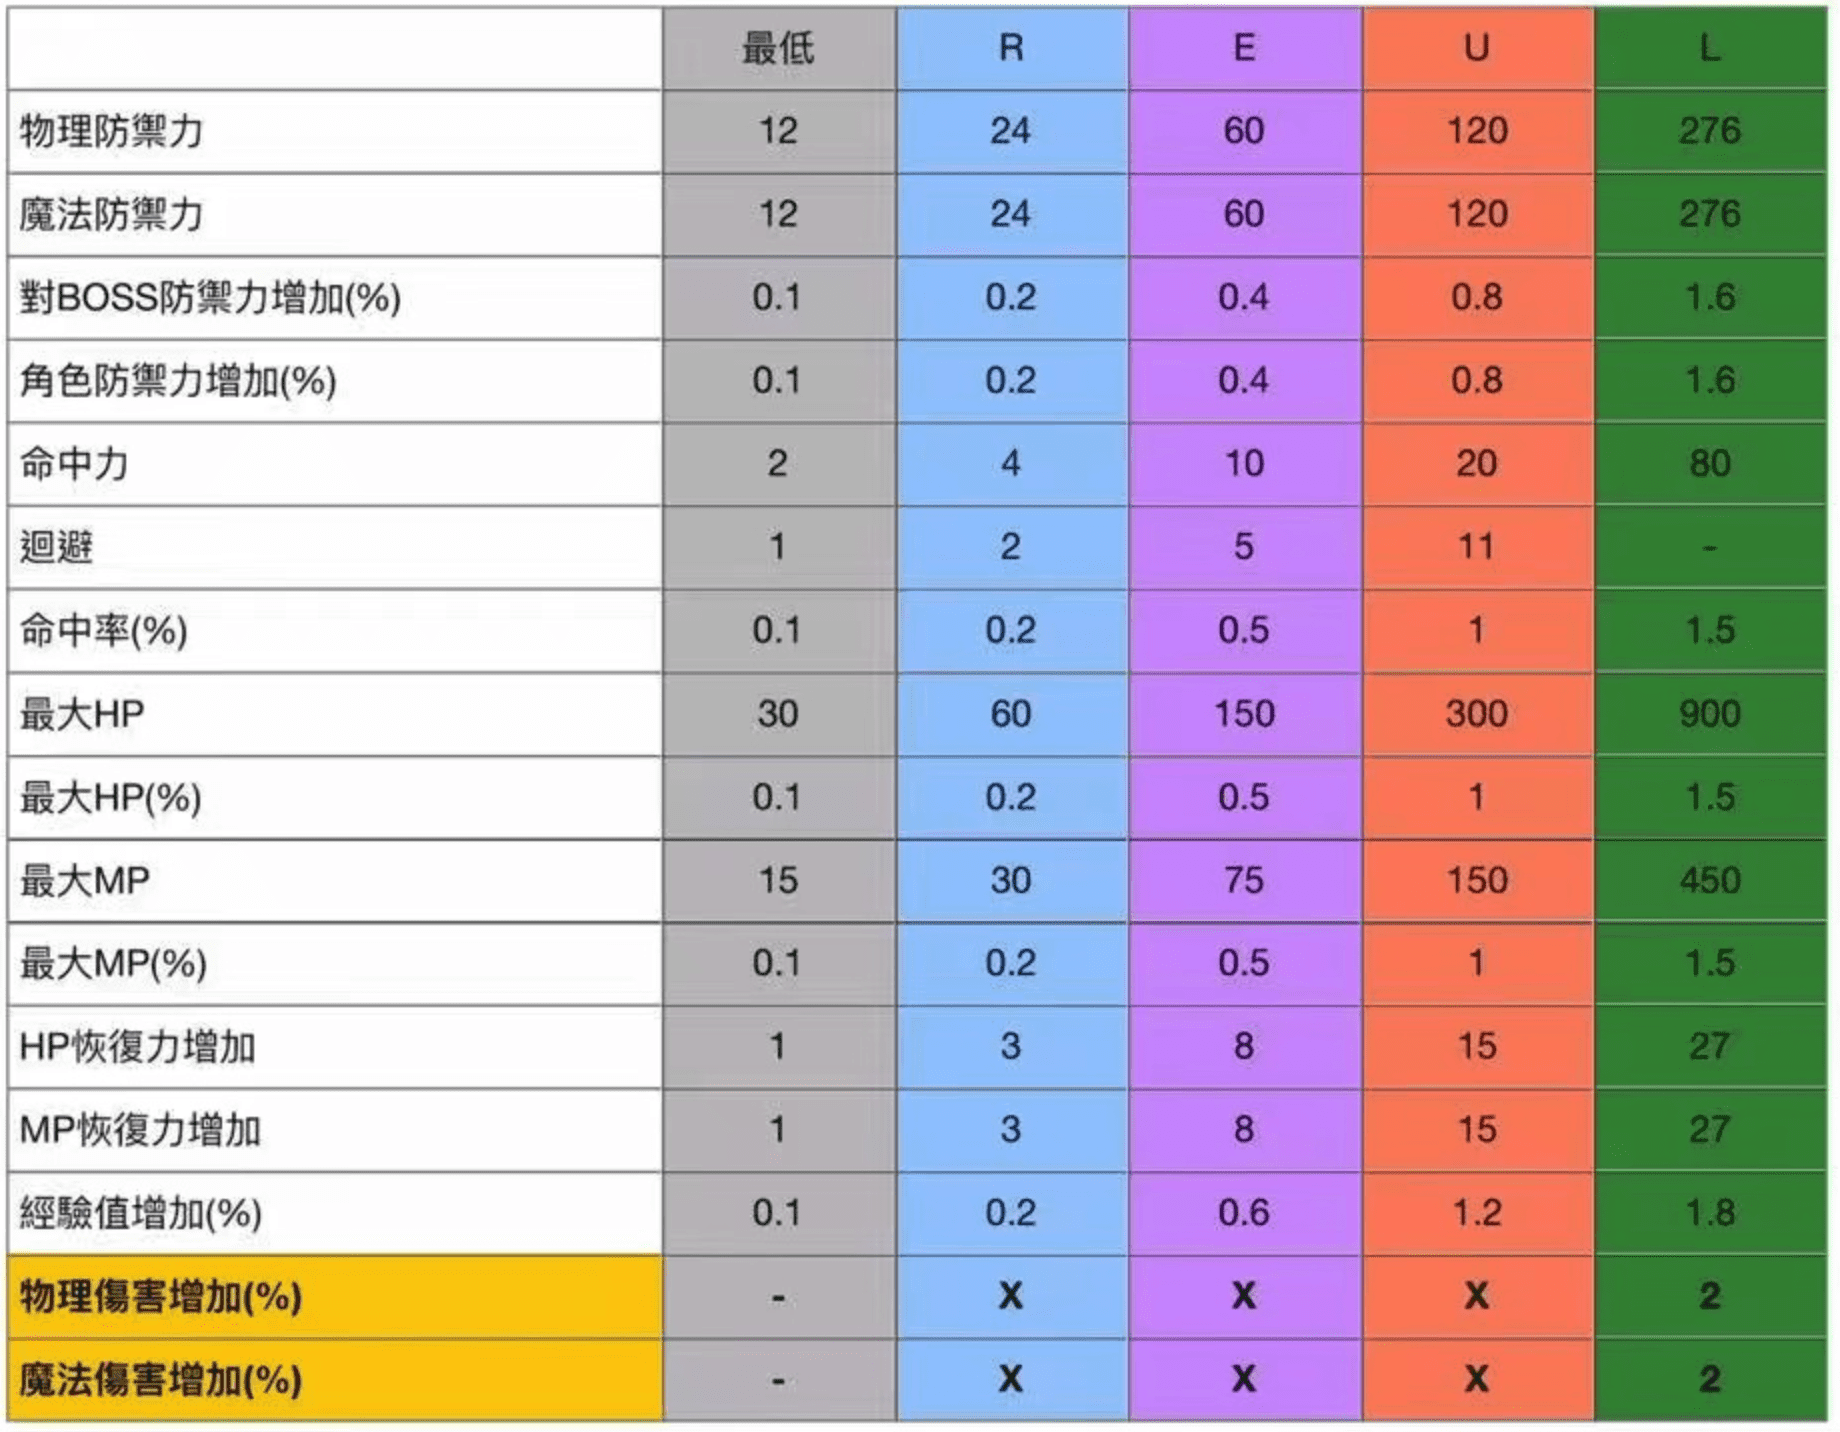 最低 R E U L
物理防禦力 12 24 60 120 276
魔法防禦力 12 24 60 120 276
對BOSS防禦力增加(%) 0.1 0.2 0.4 0.8 1.6
角色防禦力增加(%) 0.1 0.2 0.4 0.8 1.6
命中力 2 4 10 20 80
迴避 1 2 5 11 -
命中率(%) 0.1 0.2 0.5 1 1.5
最大HP 30 60 150 300 900
最大HP(%) 0.1 0.2 0.5 1 1.5
最大MP 15 30 75 150 450
最大MP(%) 0.1 0.2 0.5 1 1.5
HP恢復力增加 1 3 8 15 27
MP恢復力增加 1 3 8 15 27
經驗值增加(%) 0.1 0.2 0.6 1.2 1.8
物理傷害增加(%) - X X X 2
魔法傷害增加(%) - X X X 2